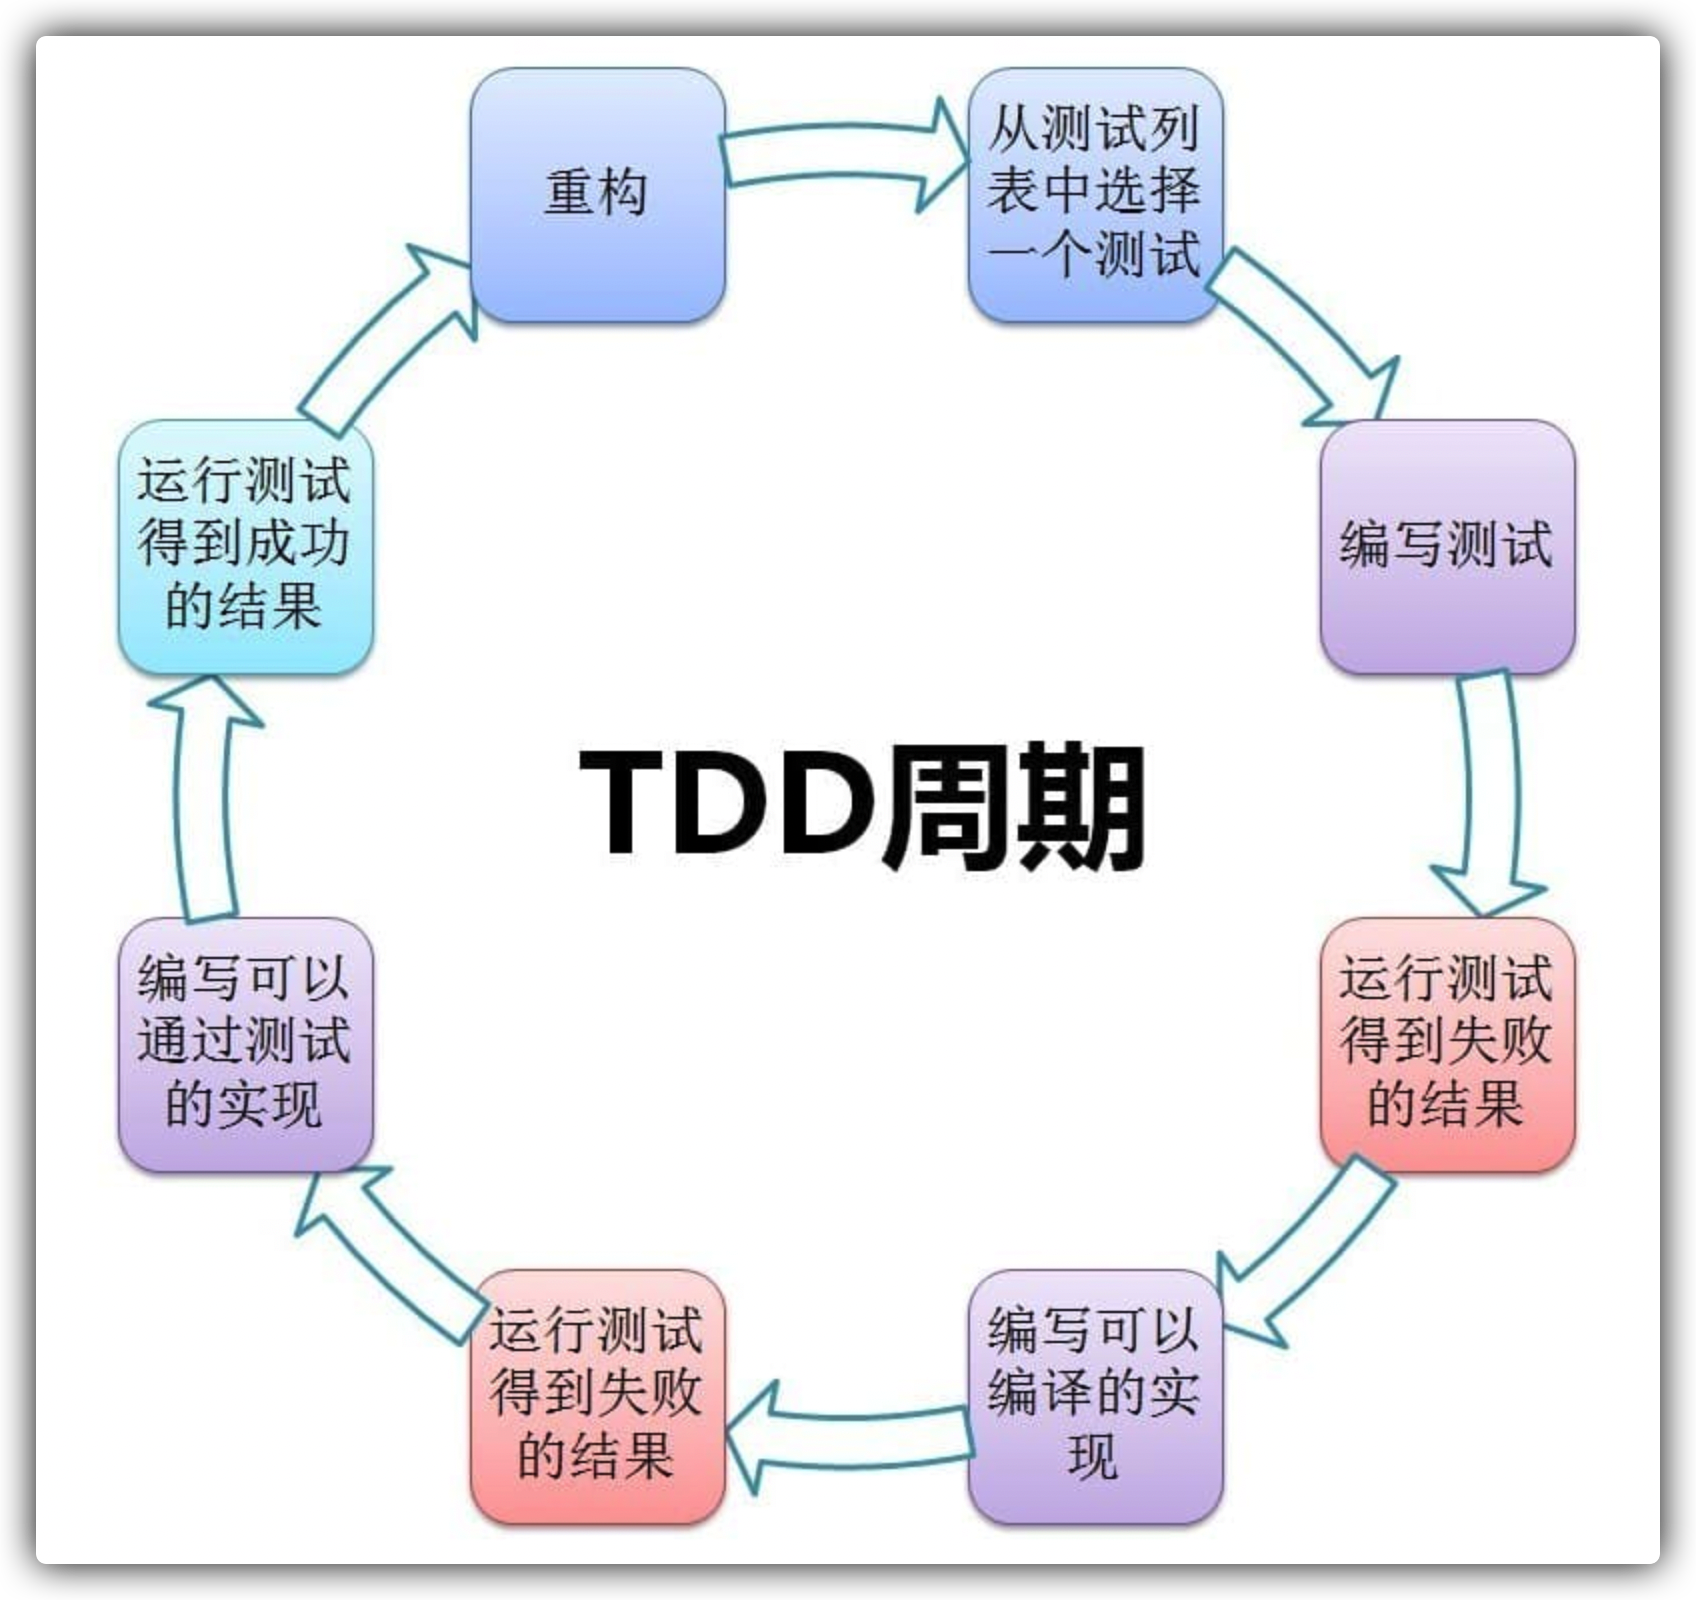 重构
从测试列
表中选择
一个测试
编写测试
运行测试
得到失败
的结果
编写可以
编译的实
现
运行测试
得到失败
的结果
编写可以
通过测试
的实现
运行测试
得到成功
的结果
TDD周期